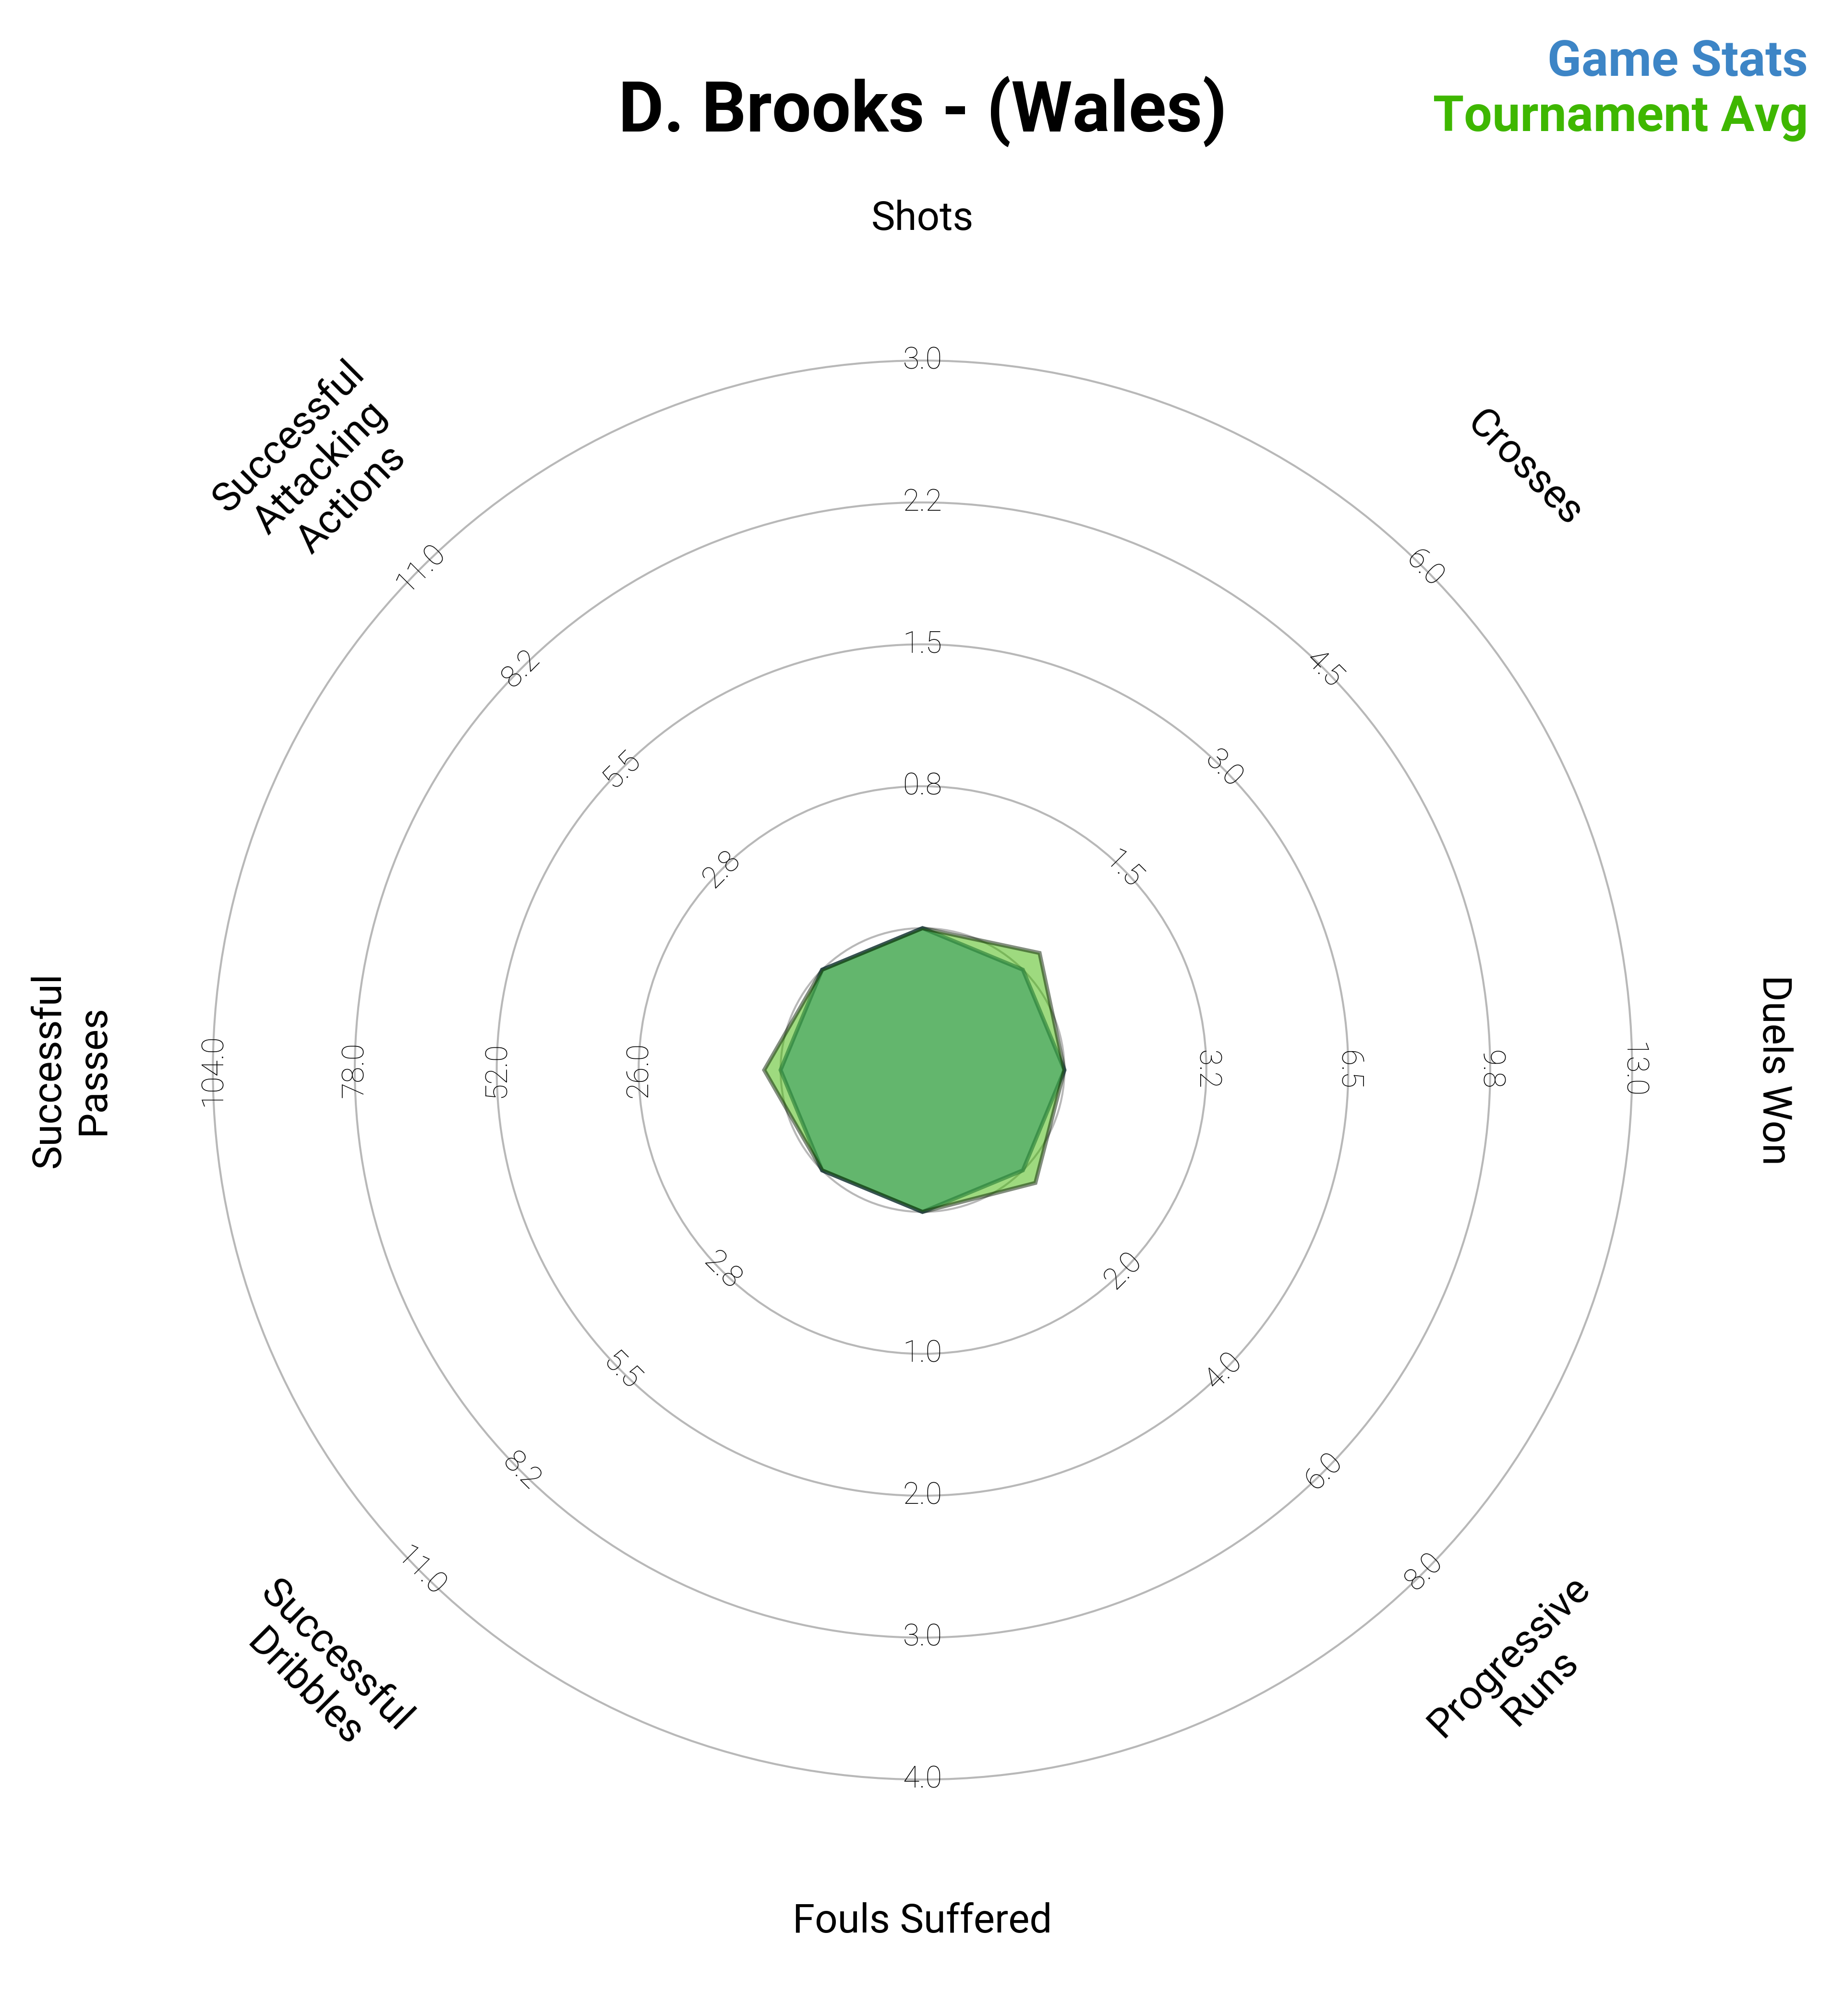 Game Stats
Tournament Avg
D. Brooks - (Wales)
Shots
Crosses
Duels Won
Progressive
Runs
Fouls Suffered
Successful
Dribbles
Successful
Passes
Successful
Attacking
Actions
0.8
1.5
2.2
3.0
1.5
3.0
4.5
6.0
3.2
6.5
9.8
13.0
2.0
4.0
6.0
8.0
1.0
2.0
3.0
4.0
2.8
5.5
8.2
11.0
26.0
52.0
78.0
104.0
2.8
5.5
8.2
11.0